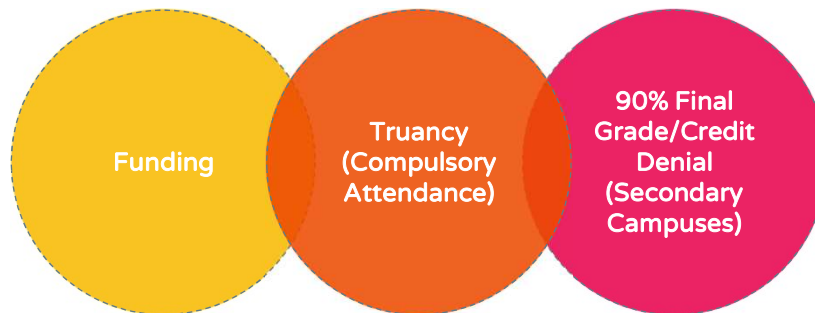 Funding
Truancy
(Compulsory
Attendance)
90% Final
Grade/Credit
Denial
(Secondary
Campuses)